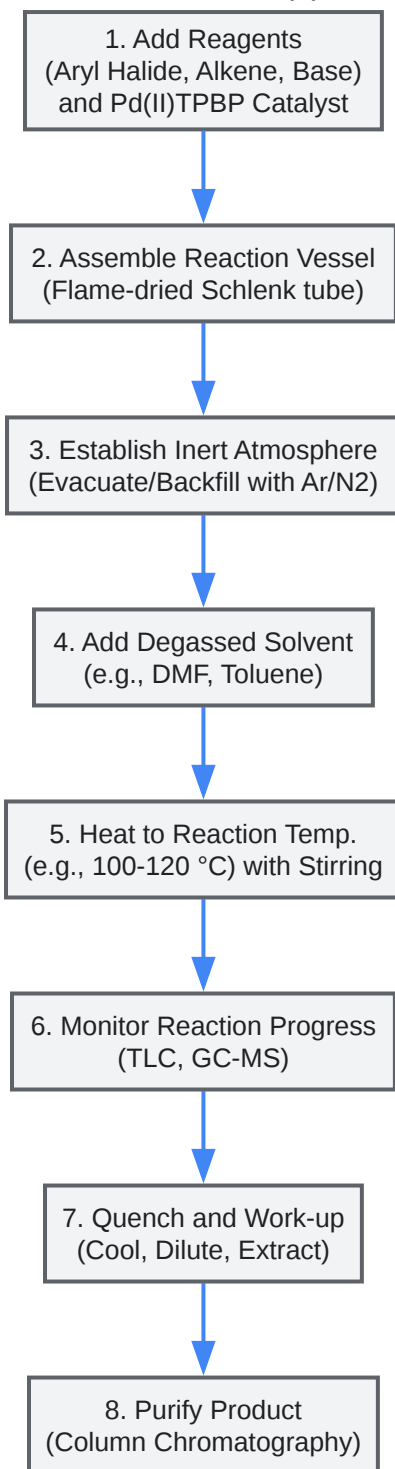 1. Add Reagents
(Aryl Halide, Alkene, Base)
and Pd(II)TPBP Catalyst
2. Assemble Reaction Vessel
(Flame-dried Schlenk tube)
3. Establish Inert Atmosphere
(Evacuate/Backfill with Ar/N2)
4. Add Degassed Solvent
(e.g., DMF, Toluene)
5. Heat to Reaction Temp.
(e.g., 100-120 °C) with Stirring
6. Monitor Reaction Progress
(TLC, GC-MS)
7. Quench and Work-up
(Cool, Dilute, Extract)
8. Purify Product
(Column Chromatography)